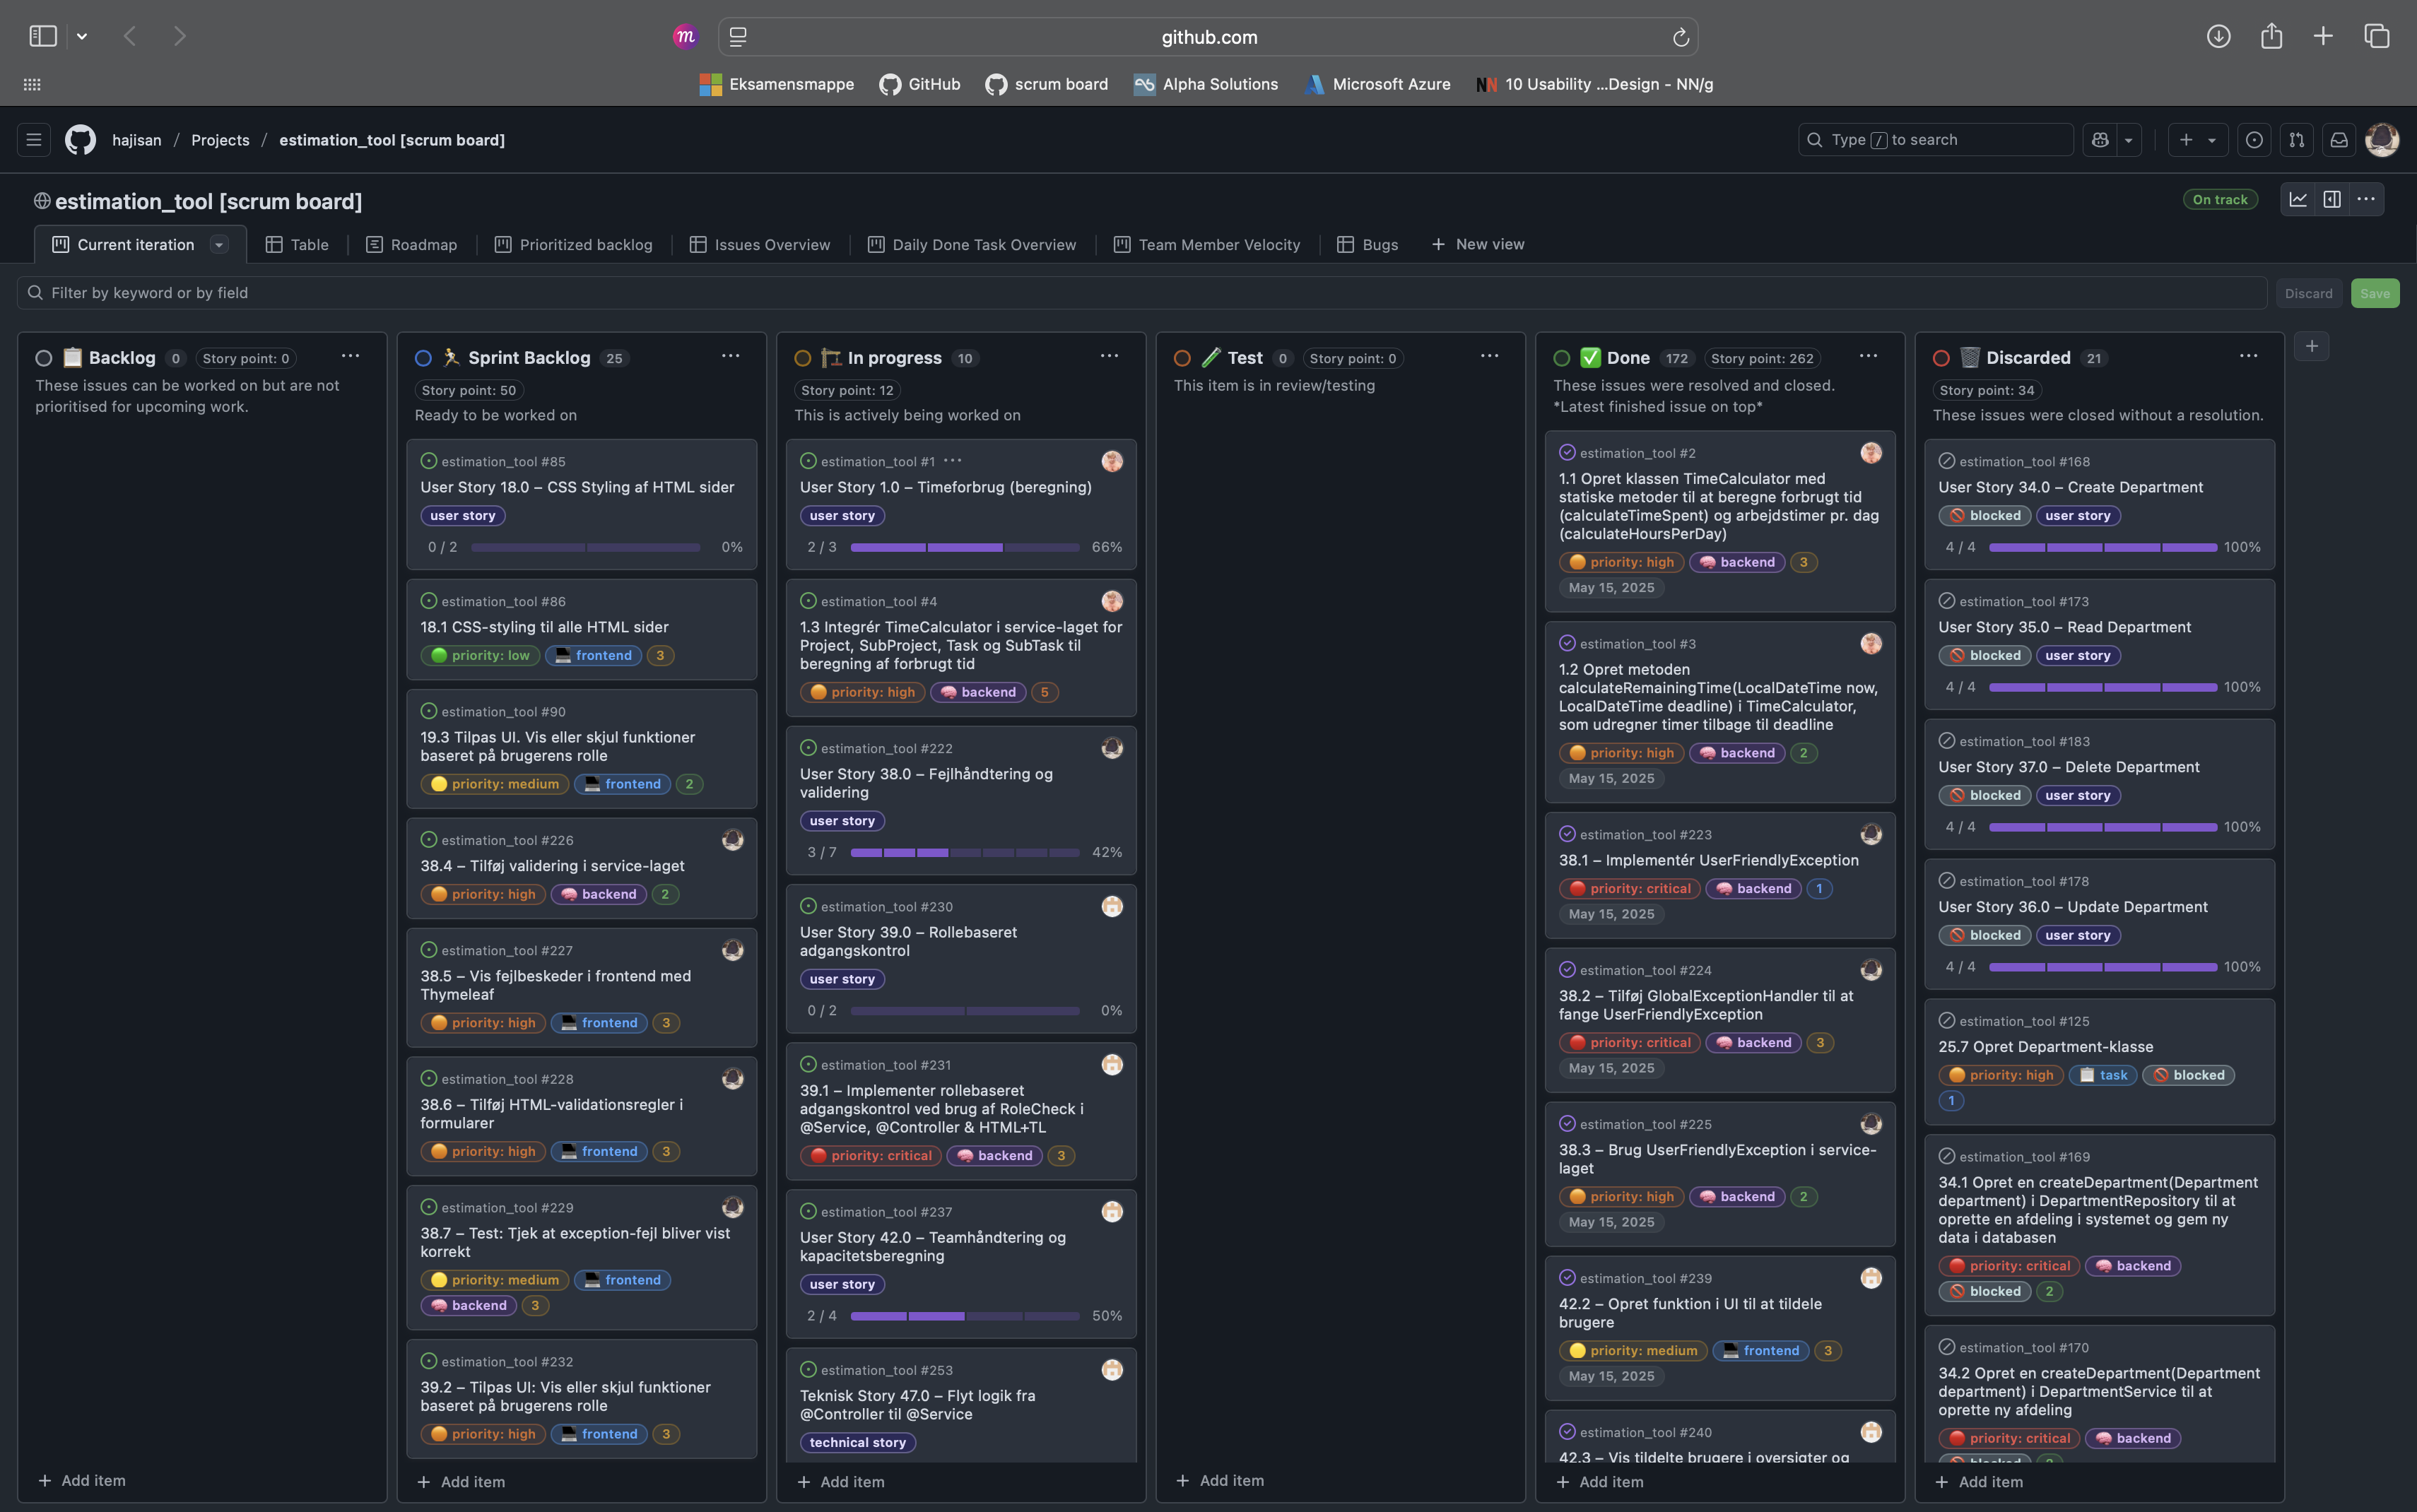 github.com
Eksamensmappe GitHub scrum board Alpha Solutions Microsoft Azure 10 Usability ...Design - NN/g
hajisan / Projects / estimation_tool [scrum board]
Type / to search
estimation_tool [scrum board]
On track
Current iteration Table Roadmap Prioritized backlog Issues Overview Daily Done Task Overview Team Member Velocity Bugs + New view
Filter by keyword or by field
Discard Save
Backlog 0 Story point: 0
These issues can be worked on but are not
prioritised for upcoming work.
+ Add item
Sprint Backlog 25
Story point: 50
Ready to be worked on
estimation_tool #85
User Story 18.0 – CSS Styling af HTML sider
user story
0 / 2 0%
estimation_tool #86
18.1 CSS-styling til alle HTML sider
priority: low frontend 3
estimation_tool #90
19.3 Tilpas UI. Vis eller skjul funktioner
baseret på brugerens rolle
priority: medium frontend 2
estimation_tool #226
38.4 – Tilføj validering i service-laget
priority: high backend 2
estimation_tool #227
38.5 – Vis fejlbeskeder i frontend med
Thymeleaf
priority: high frontend 3
estimation_tool #228
38.6 – Tilføj HTML-validationsregler i
formularer
priority: high frontend 3
estimation_tool #229
38.7 – Test: Tjek at exception-fejl bliver vist
korrekt
priority: medium frontend
backend 3
estimation_tool #232
39.2 – Tilpas UI: Vis eller skjul funktioner
baseret på brugerens rolle
priority: high frontend 3
+ Add item
In progress 10
Story point: 12
This is actively being worked on
estimation_tool #1
User Story 1.0 – Timeforbrug (beregning)
user story
2 / 3 66%
estimation_tool #4
1.3 Integrér TimeCalculator i service-laget for
Project, SubProject, Task og SubTask til
beregning af forbrugt tid
priority: high backend 5
estimation_tool #222
User Story 38.0 – Fejlhåndtering og
validering
user story
3 / 7 42%
estimation_tool #230
User Story 39.0 – Rollebaseret
adgangskontrol
user story
0 / 2 0%
estimation_tool #231
39.1 – Implementer rollebaseret
adgangskontrol ved brug af RoleCheck i
@Service, @Controller & HTML+TL
priority: critical backend 3
estimation_tool #237
User Story 42.0 – Teamhåndtering og
kapacitetsberegning
user story
2 / 4 50%
estimation_tool #253
Teknisk Story 47.0 – Flyt logik fra
@Controller til @Service
technical story
+ Add item
Test 0 Story point: 0
This item is in review/testing
+ Add item
Done 172 Story point: 262
These issues were resolved and closed.
*Latest finished issue on top*
estimation_tool #2
1.1 Opret klassen TimeCalculator med
statiske metoder til at beregne forbrugt tid
(calculateTimeSpent) og arbejdstimer pr. dag
(calculateHoursPerDay)
priority: high backend 3
May 15, 2025
estimation_tool #3
1.2 Opret metoden
calculateRemainingTime(LocalDateTime now,
LocalDateTime deadline) i TimeCalculator,
som udregner timer tilbage til deadline
priority: high backend 2
May 15, 2025
estimation_tool #223
38.1 – Implementér UserFriendlyException
priority: critical backend 1
May 15, 2025
estimation_tool #224
38.2 – Tilføj GlobalExceptionHandler til at
fange UserFriendlyException
priority: critical backend 3
May 15, 2025
estimation_tool #225
38.3 – Brug UserFriendlyException i service-
laget
priority: high backend 2
May 15, 2025
estimation_tool #239
42.2 – Opret funktion i UI til at tildele
brugere
priority: medium frontend 3
May 15, 2025
estimation_tool #240
42.3 – Vis tildelte brugere i oversigter og
+ Add item
Discarded 21
Story point: 34
These issues were closed without a resolution.
estimation_tool #168
User Story 34.0 – Create Department
blocked user story
4 / 4 100%
estimation_tool #173
User Story 35.0 – Read Department
blocked user story
4 / 4 100%
estimation_tool #183
User Story 37.0 – Delete Department
blocked user story
4 / 4 100%
estimation_tool #178
User Story 36.0 – Update Department
blocked user story
4 / 4 100%
estimation_tool #125
25.7 Opret Department-klasse
priority: high task blocked
1
estimation_tool #169
34.1 Opret en createDepartment(Department
department) i DepartmentRepository til at
oprette en afdeling i systemet og gem ny
data i databasen
priority: critical backend
blocked 2
estimation_tool #170
34.2 Opret en createDepartment(Department
department) i DepartmentService til at
oprette ny afdeling
priority: critical backend
+ Add item